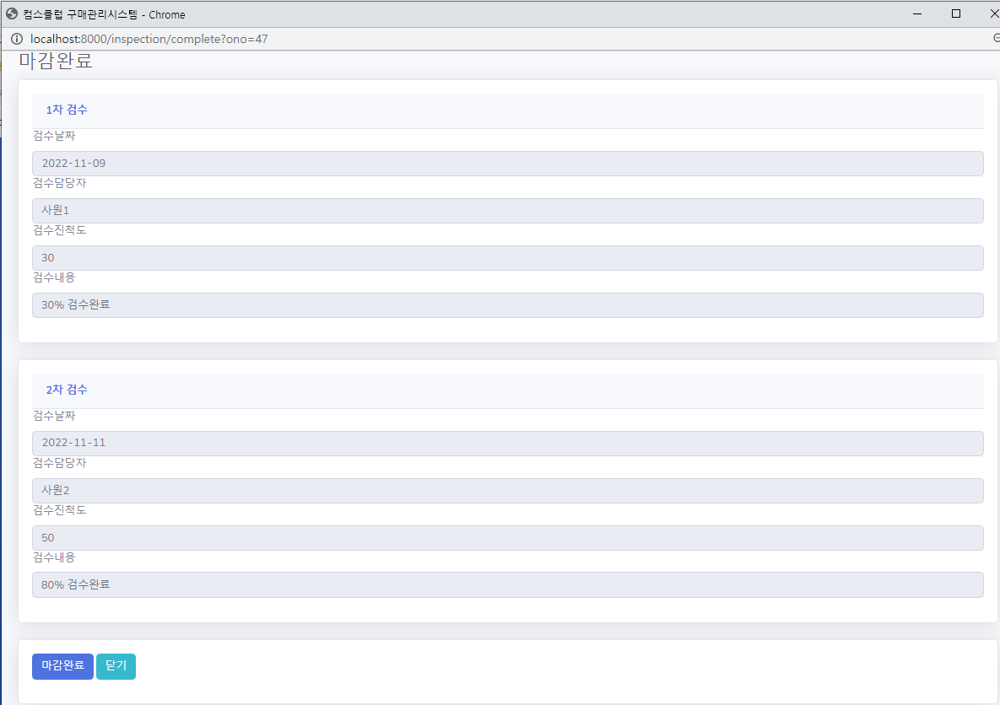 컴스클럽 구매관리시스템 - Chrome
localhost:8000/inspection/complete?ono=47
마감완료
1차 검수
검수날짜
2022-11-09
검수담당자
사원1
검수진척도
30
검수내용
30% 검수완료
2차 검수
검수날짜
2022-11-11
검수담당자
사원2
검수진척도
50
검수내용
80% 검수완료
마감완료 닫기